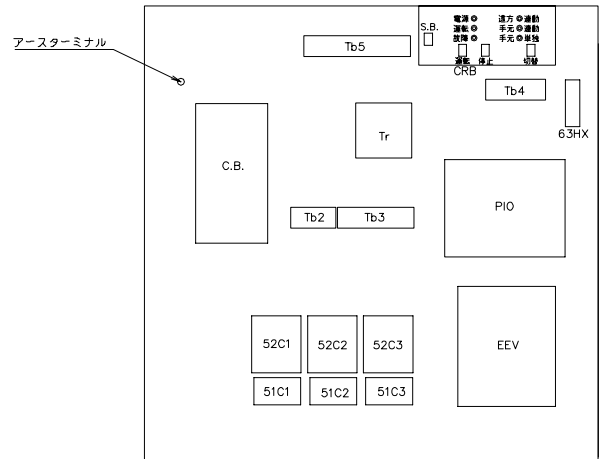 アースターミナル
S.B.
電源 遠方 連動
運転 手元 連動
故障 手元 単独
運転 停止 切替
CRB
Tb5
Tb4
63HX
Tr
C.B.
PIO
Tb2 Tb3
52C1 52C2 52C3
EEV
51C1 51C2 51C3